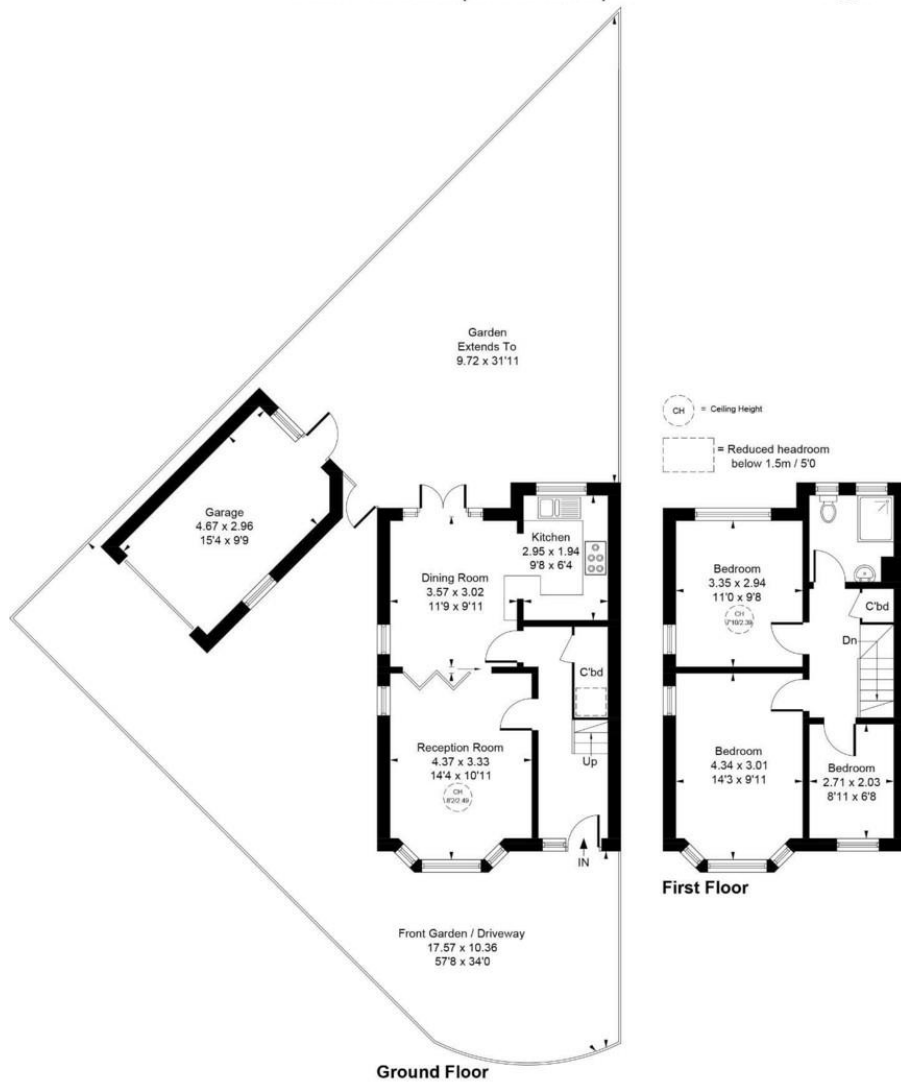 Garden
Extends To
9.72 x 31'11
CH = Ceiling Height
= Reduced headroom
below 1.5m / 5'0
Garage
4.67 x 2.96
15'4 x 9'9
Kitchen
2.95 x 1.94
9'8 x 6'4
Dining Room
3.57 x 3.02
11'9 x 9'11
C'bd
Reception Room
4.37 x 3.33
14'4 x 10'11
CH
Up
IN
Bedroom
3.35 x 2.94
11'0 x 9'8
CH
C'bd
Dn
Bedroom
4.34 x 3.01
14'3 x 9'11
Bedroom
2.71 x 2.03
8'11 x 6'8
First Floor
Front Garden / Driveway
17.57 x 10.36
57'8 x 34'0
Ground Floor